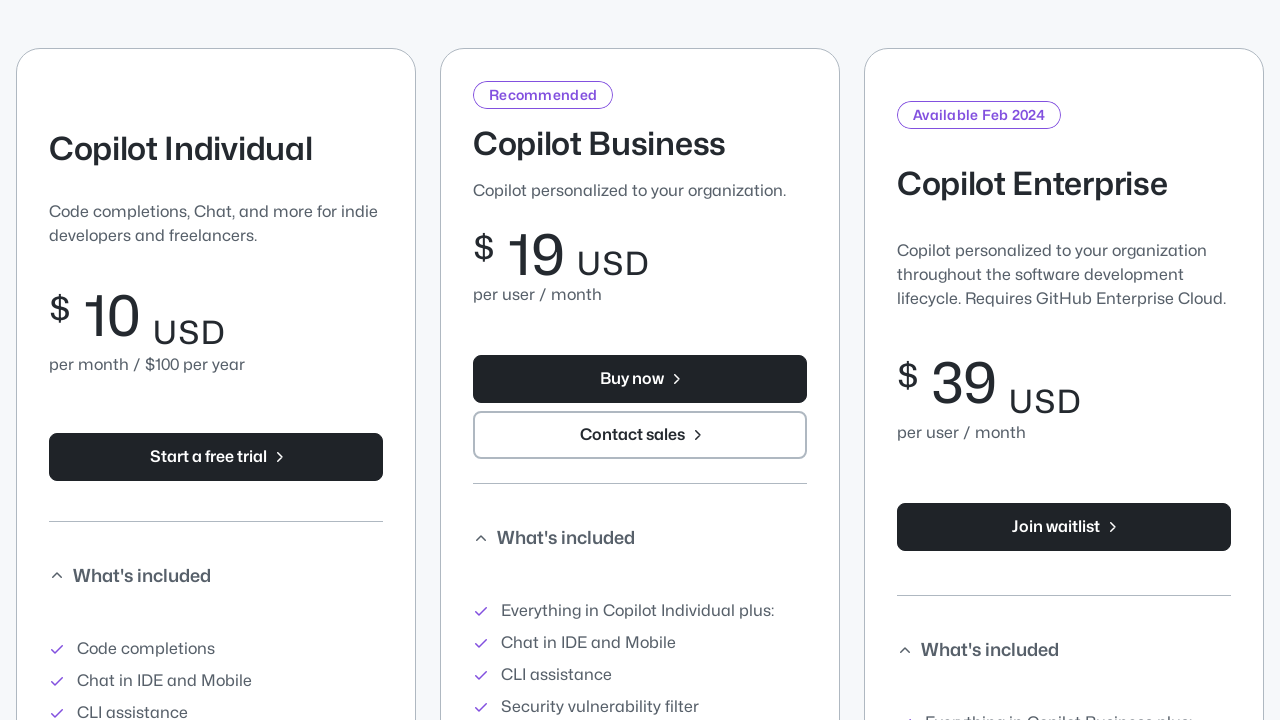 Copilot Individual
Code completions, Chat, and more for indie
developers and freelancers.
$ 10 USD
per month / $100 per year
Start a free trial
What's included
Code completions
Chat in IDE and Mobile
CLI assistance
Recommended
Copilot Business
Copilot personalized to your organization.
$ 19 USD
per user / month
Buy now
Contact sales
What's included
Everything in Copilot Individual plus:
Chat in IDE and Mobile
CLI assistance
Security vulnerability filter
Available Feb 2024
Copilot Enterprise
Copilot personalized to your organization
throughout the software development
lifecycle. Requires GitHub Enterprise Cloud.
$ 39 USD
per user / month
Join waitlist
What's included
Everything in Copilot Business plus: